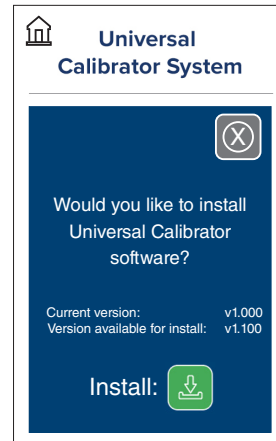 Universal
Calibrator System
X
Would you like to install
Universal Calibrator
software?
Current version: v1.000
Version available for install: v1.100
Install: